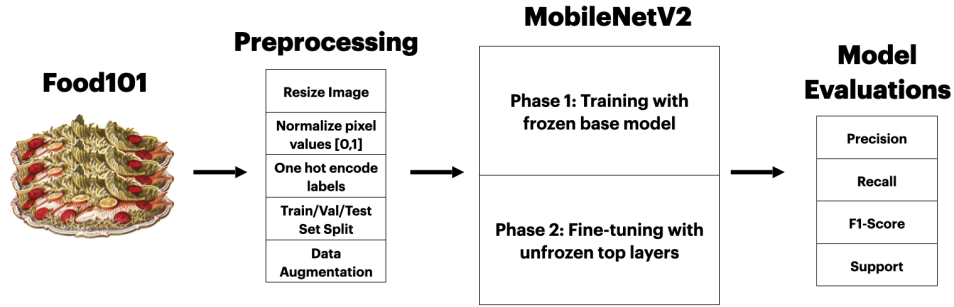 Food101
Preprocessing
Resize Image
Normalize pixel
values [0,1]
One hot encode
labels
Train/Val/Test
Set Split
Data
Augmentation
MobileNetV2
Phase 1: Training with
frozen base model
Phase 2: Fine-tuning with
unfrozen top layers
Model
Evaluations
Precision
Recall
F1-Score
Support